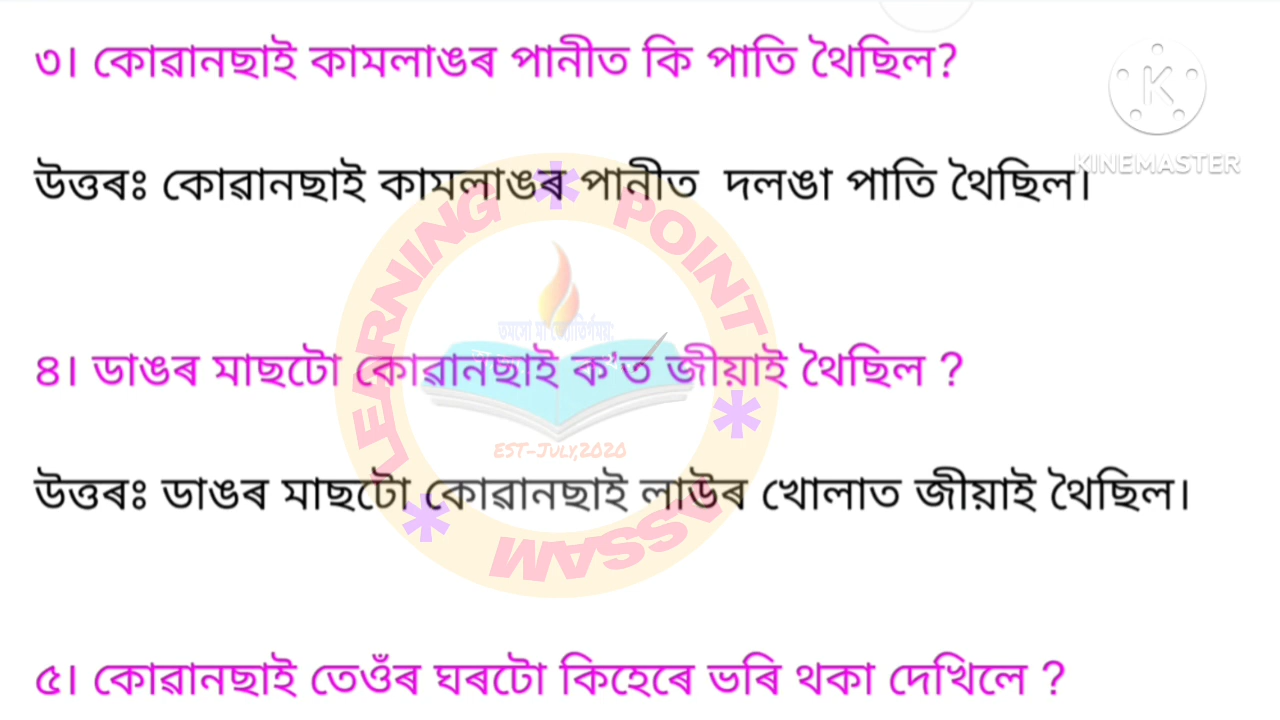 ৩। কোৱানছাই কামলাঙৰ পানীত কি পাতি থৈছিল?
KINEMASTER
উত্তৰঃ কোৱানছাই কামলাঙৰ পানীত দলঙা পাতি থৈছিল।
LEARNING * POINT * ASSAM *
৪। ডাঙৰ মাছটো কোৱানছাই ক'ত জীয়াই থৈছিল ?
EST-JULY,2020
উত্তৰঃ ডাঙৰ মাছটো কোৱানছাই লাউৰ খোলাত জীয়াই থৈছিল।
৫। কোৱানছাই তেওঁৰ ঘৰটো কিহেৰে ভৰি থকা দেখিলে ?